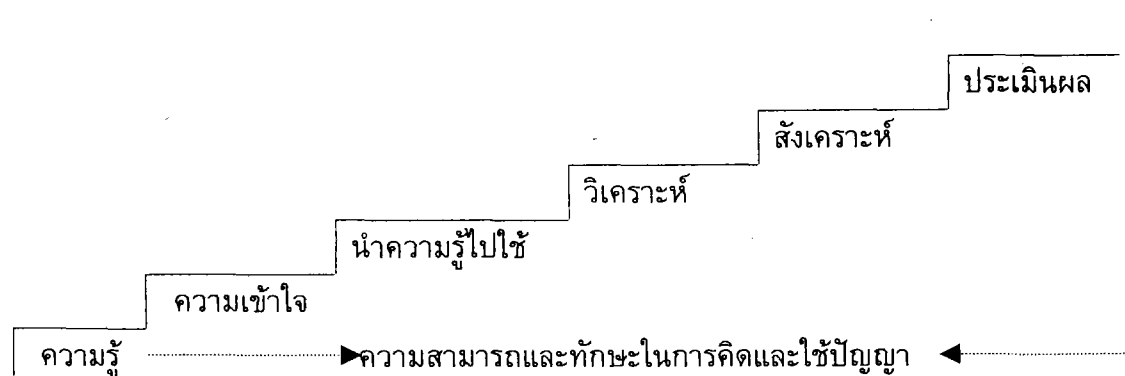 ประเมินผล
สังเคราะห์
วิเคราะห์
นำความรู้ไปใช้
ความเข้าใจ
ความรู้ ความสามารถและทักษะในการคิดและใช้ปัญญา